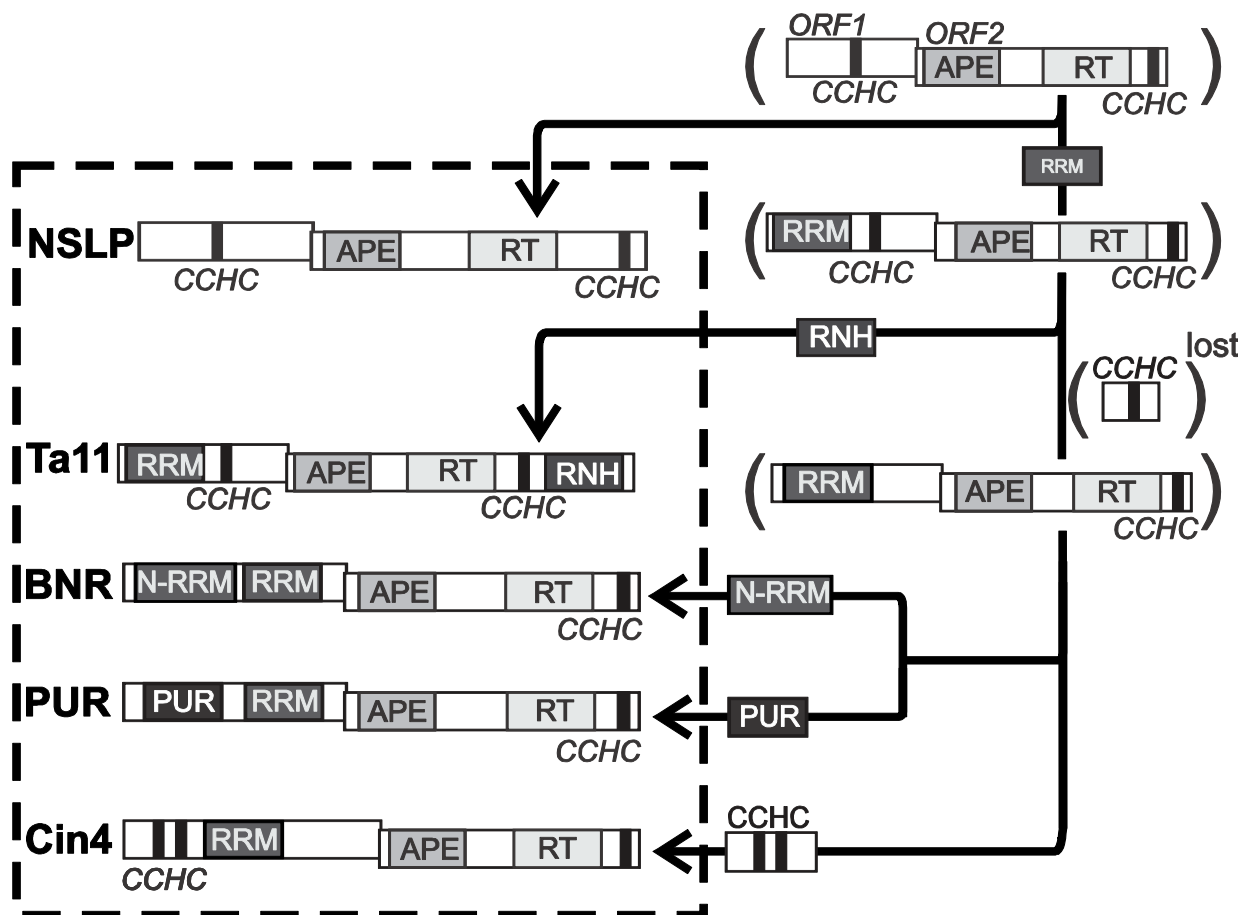 ORF1 ORF2
APE RT
CCHC CCHC
RRM
NSLP APE RT
CCHC CCHC
RRM APE RT
CCHC CCHC
RNH
lost
CCHC
Ta11 RRM APE RT RNH
CCHC CCHC
RRM APE RT
CCHC
BNR N-RRM RRM APE RT N-RRM
CCHC
PUR PUR RRM APE RT PUR
CCHC
CCHC
Cin4 RRM APE RT
CCHC